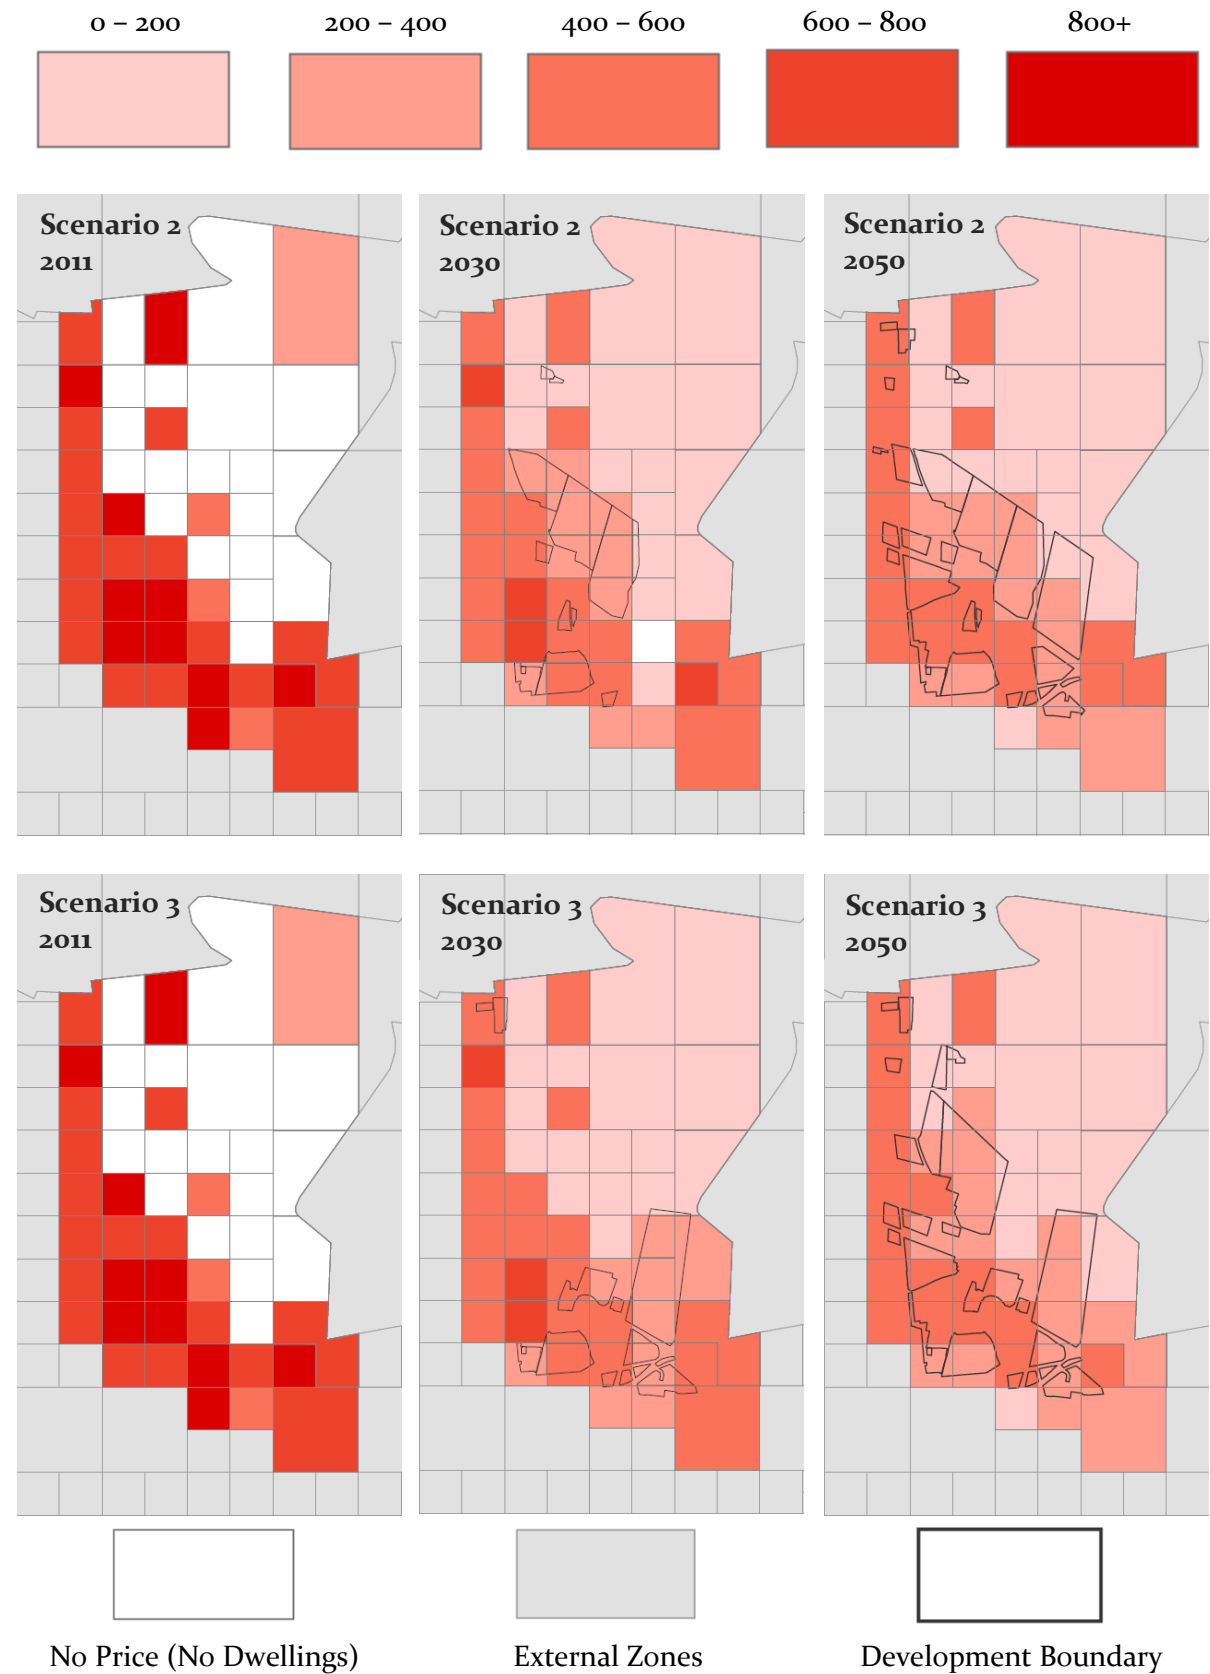 0 – 200
200 – 400
400 – 600
600 – 800
800+
Scenario 2
2011
Scenario 2
2030
Scenario 2
2050
Scenario 3
2011
Scenario 3
2030
Scenario 3
2050
No Price (No Dwellings)
External Zones
Development Boundary